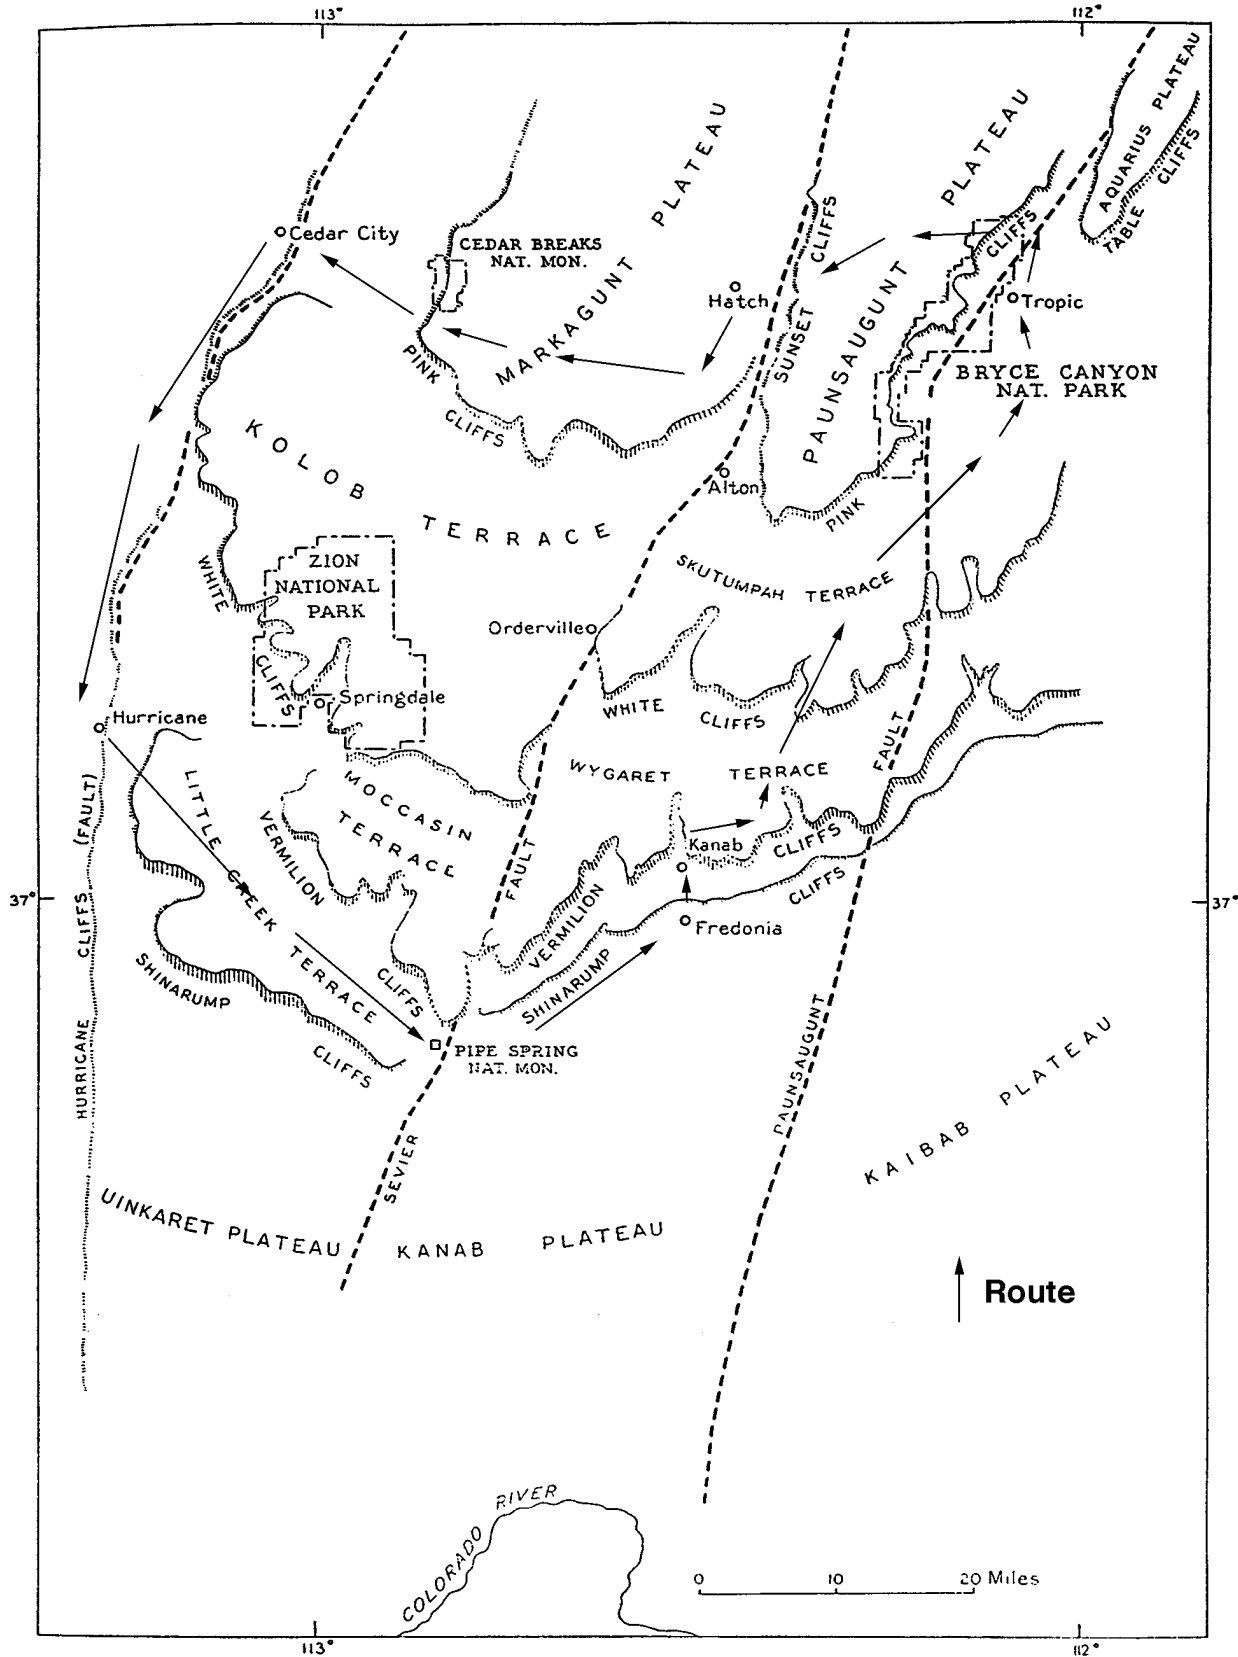 113°
112°
AQUARIUS PLATEAU
TABLE CLIFFS
PLATEAU
PLATEAU
CLIFFS
CLIFFS
Cedar City
CEDAR BREAKS
NAT. MON.
MARKAGUNT
Hatch
SUNSET
PAUNSAUGUNT
Tropic
PINK
CLIFFS
BRYCE CANYON
NAT. PARK
KOLOB
TERRACE
Alton
PINK
WHITE
ZION
NATIONAL
PARK
SKUTUMPAH TERRACE
Orderville
CLIFFS
Springdale
WHITE CLIFFS
Hurricane
FAULT
WYGARET TERRACE
LITTLE CREEK TERRACE
MOCCASIN
TERRACE
(FAULT)
VERMILION
Kanab
CLIFFS
FAULT
CLIFFS
37°
37°
VERMILION
Fredonia
HURRICANE CLIFFS
SHINARUMP
CLIFFS
SHINARUMP
CLIFFS
PIPE SPRING
NAT. MON.
PAUNSAUGUNT
KAIBAB PLATEAU
SEVIER
UINKARET PLATEAU
KANAB PLATEAU
Route
COLORADO RIVER
0 10 20 Miles
113°
112°